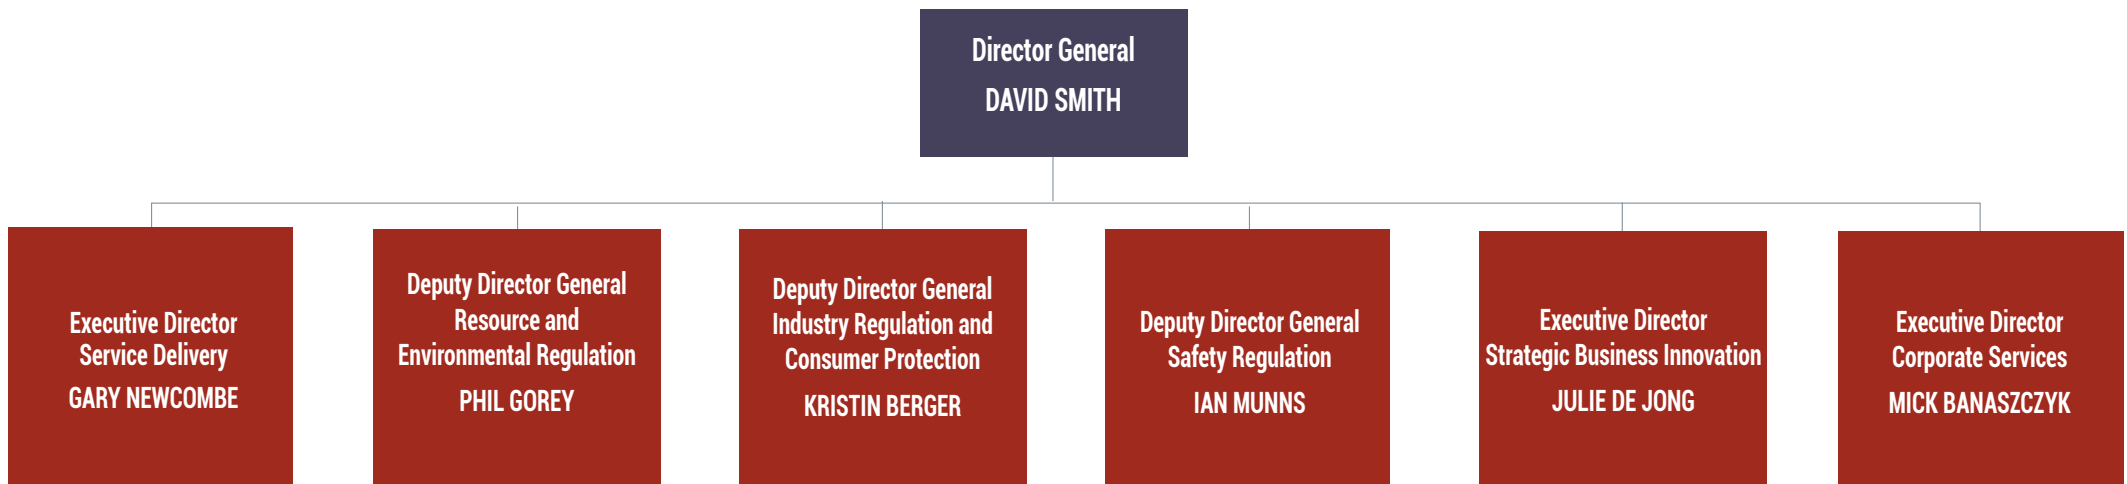 Director General
DAVID SMITH
Executive Director
Service Delivery
GARY NEWCOMBE
Deputy Director General
Resource and
Environmental Regulation
PHIL GOREY
Deputy Director General
Industry Regulation and
Consumer Protection
KRISTIN BERGER
Deputy Director General
Safety Regulation
IAN MUNNS
Executive Director
Strategic Business Innovation
JULIE DE JONG
Executive Director
Corporate Services
MICK BANASZCZYK